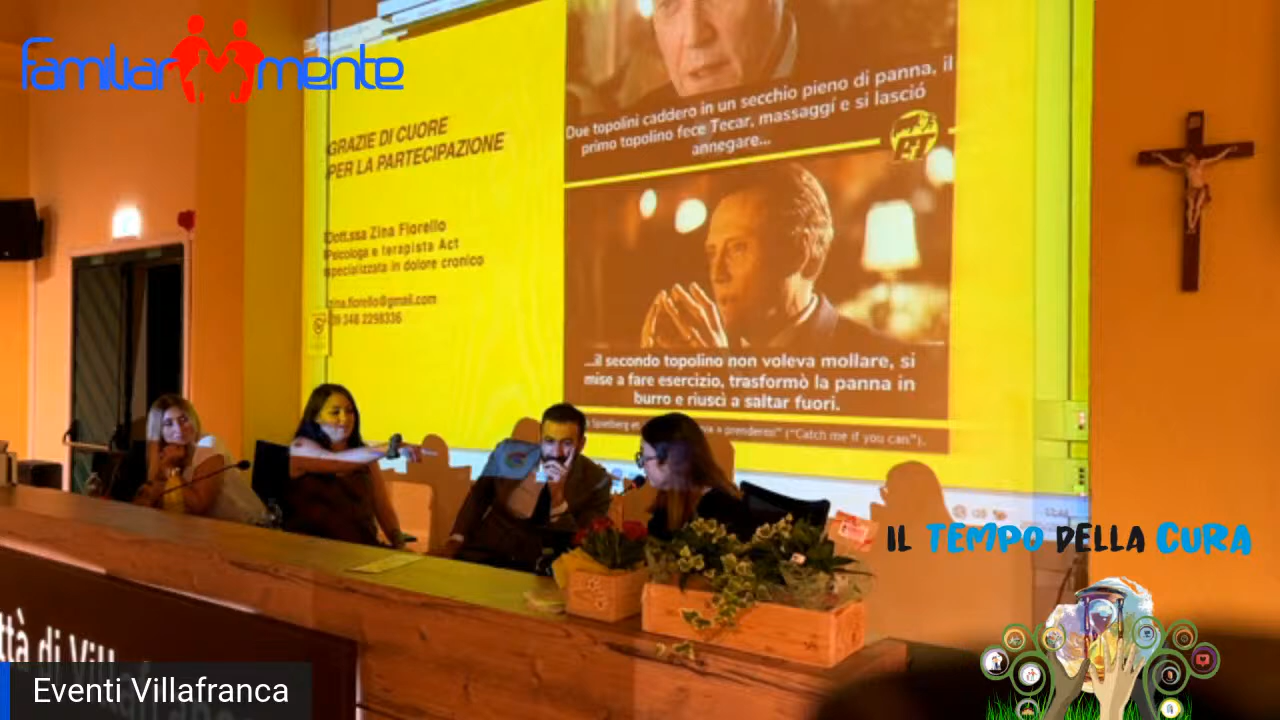 familiarmente
GRAZIE DI CUORE
PER LA PARTECIPAZIONE
Dott.ssa Zina Fiorello
Psicologa e terapista Act
specializzata in dolore cronico
zina.fiorello@gmail.com
Due topolini caddero in un secchio pieno di panna, il
primo topolino fece Tecar, massaggi e si lasciò
annegare...
...il secondo topolino non voleva mollare, si
mise a fare esercizio, trasformò la panna in
burro e riuscì a saltar fuori.
Spielberg
a prendermi" ("Catch me if you can").
IL TEMPO DELLA CURA
di
Eventi Villafranca